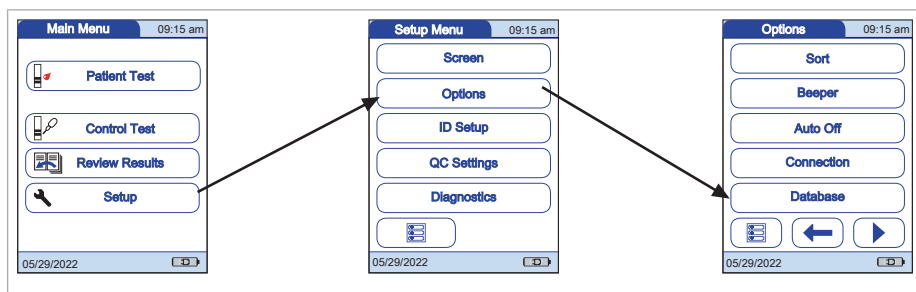 Main Menu 09:15 am
Patient Test
Control Test
Review Results
Setup
05/29/2022
Setup Menu 09:15 am
Screen
Options
ID Setup
QC Settings
Diagnostics
05/29/2022
Options 09:15 am
Sort
Beeper
Auto Off
Connection
Database
05/29/2022